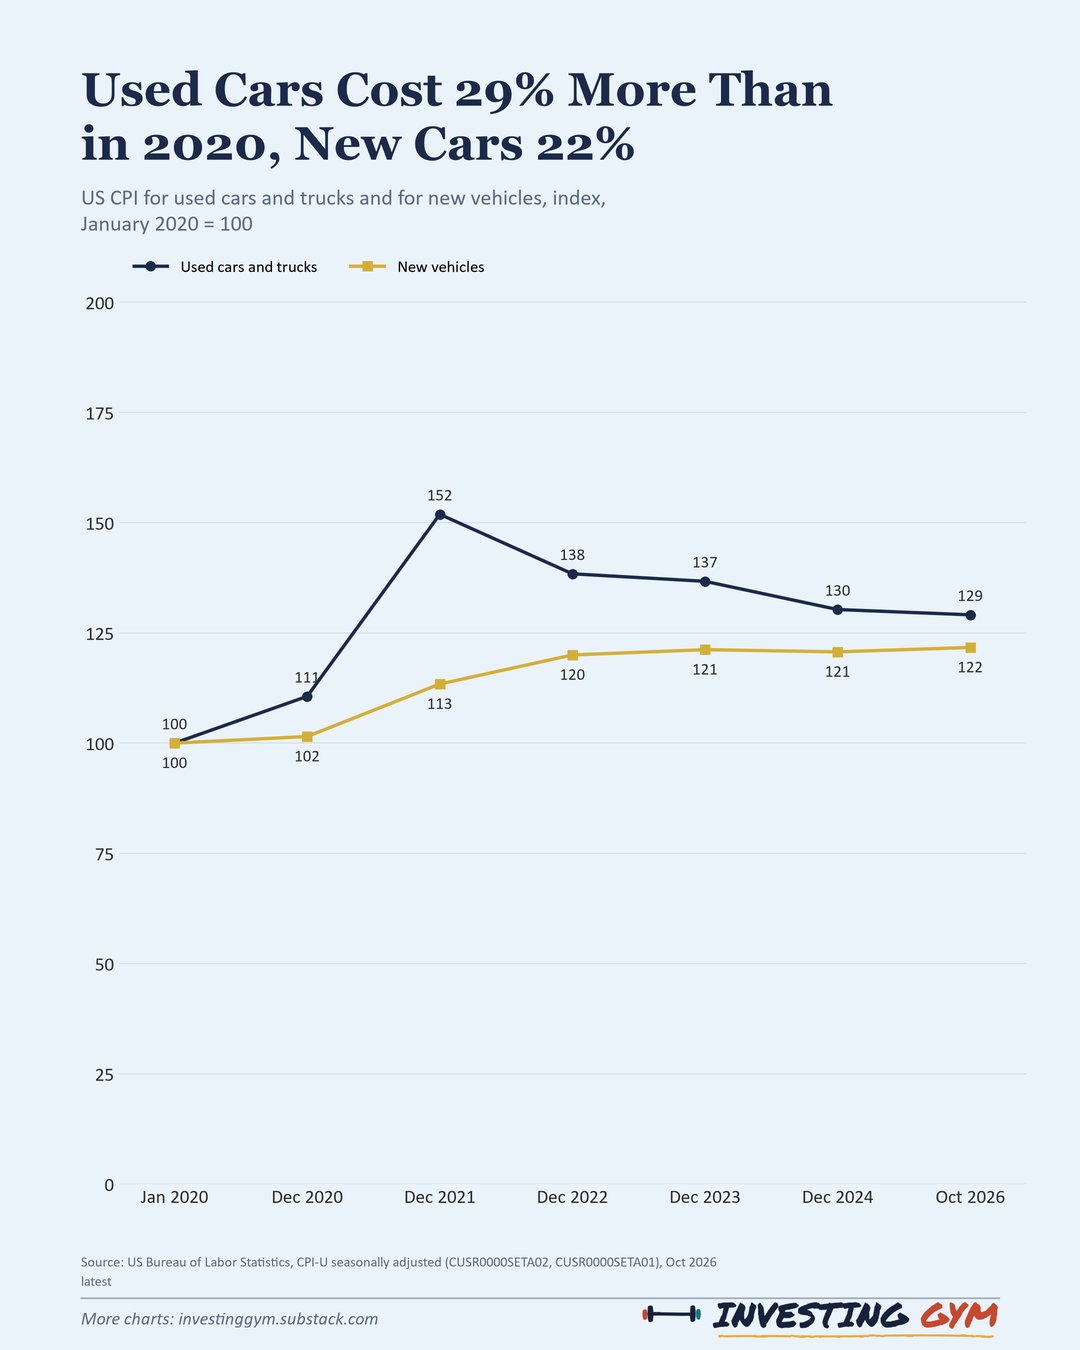 Used Cars Cost 29% More Than
in 2020, New Cars 22%
US CPI for used cars and trucks and for new vehicles, index,
January 2020 = 100
Used cars and trucks New vehicles
200
175
152
150
138
137
130
129
125
111
113
120
121
121
122
100
100
100
102
75
50
25
0
Jan 2020 Dec 2020 Dec 2021 Dec 2022 Dec 2023 Dec 2024 Oct 2026
Source: US Bureau of Labor Statistics, CPI-U seasonally adjusted (CUSR0000SETA02, CUSR0000SETA01), Oct 2026
latest
More charts: investinggym.substack.com
INVESTING GYM